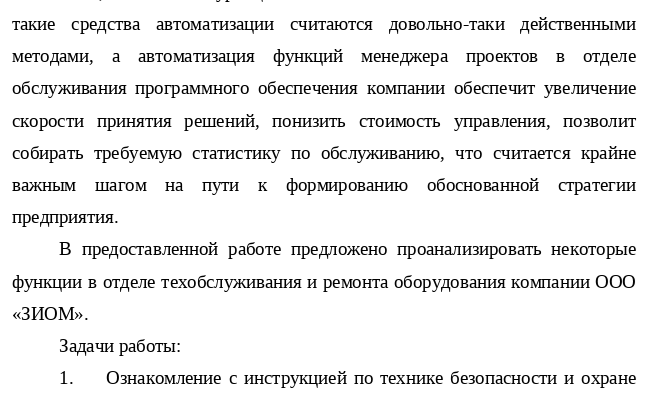 такие средства автоматизации считаются довольно-таки действенными
методами, а автоматизация функций менеджера проектов в отделе
обслуживания программного обеспечения компании обеспечит увеличение
скорости принятия решений, понизить стоимость управления, позволит
собирать требуемую статистику по обслуживанию, что считается крайне
важным шагом на пути к формированию обоснованной стратегии
предприятия.
В предоставленной работе предложено проанализировать некоторые
функции в отделе техобслуживания и ремонта оборудования компании ООО
«ЗИОМ».
Задачи работы:
1. Ознакомление с инструкцией по технике безопасности и охране